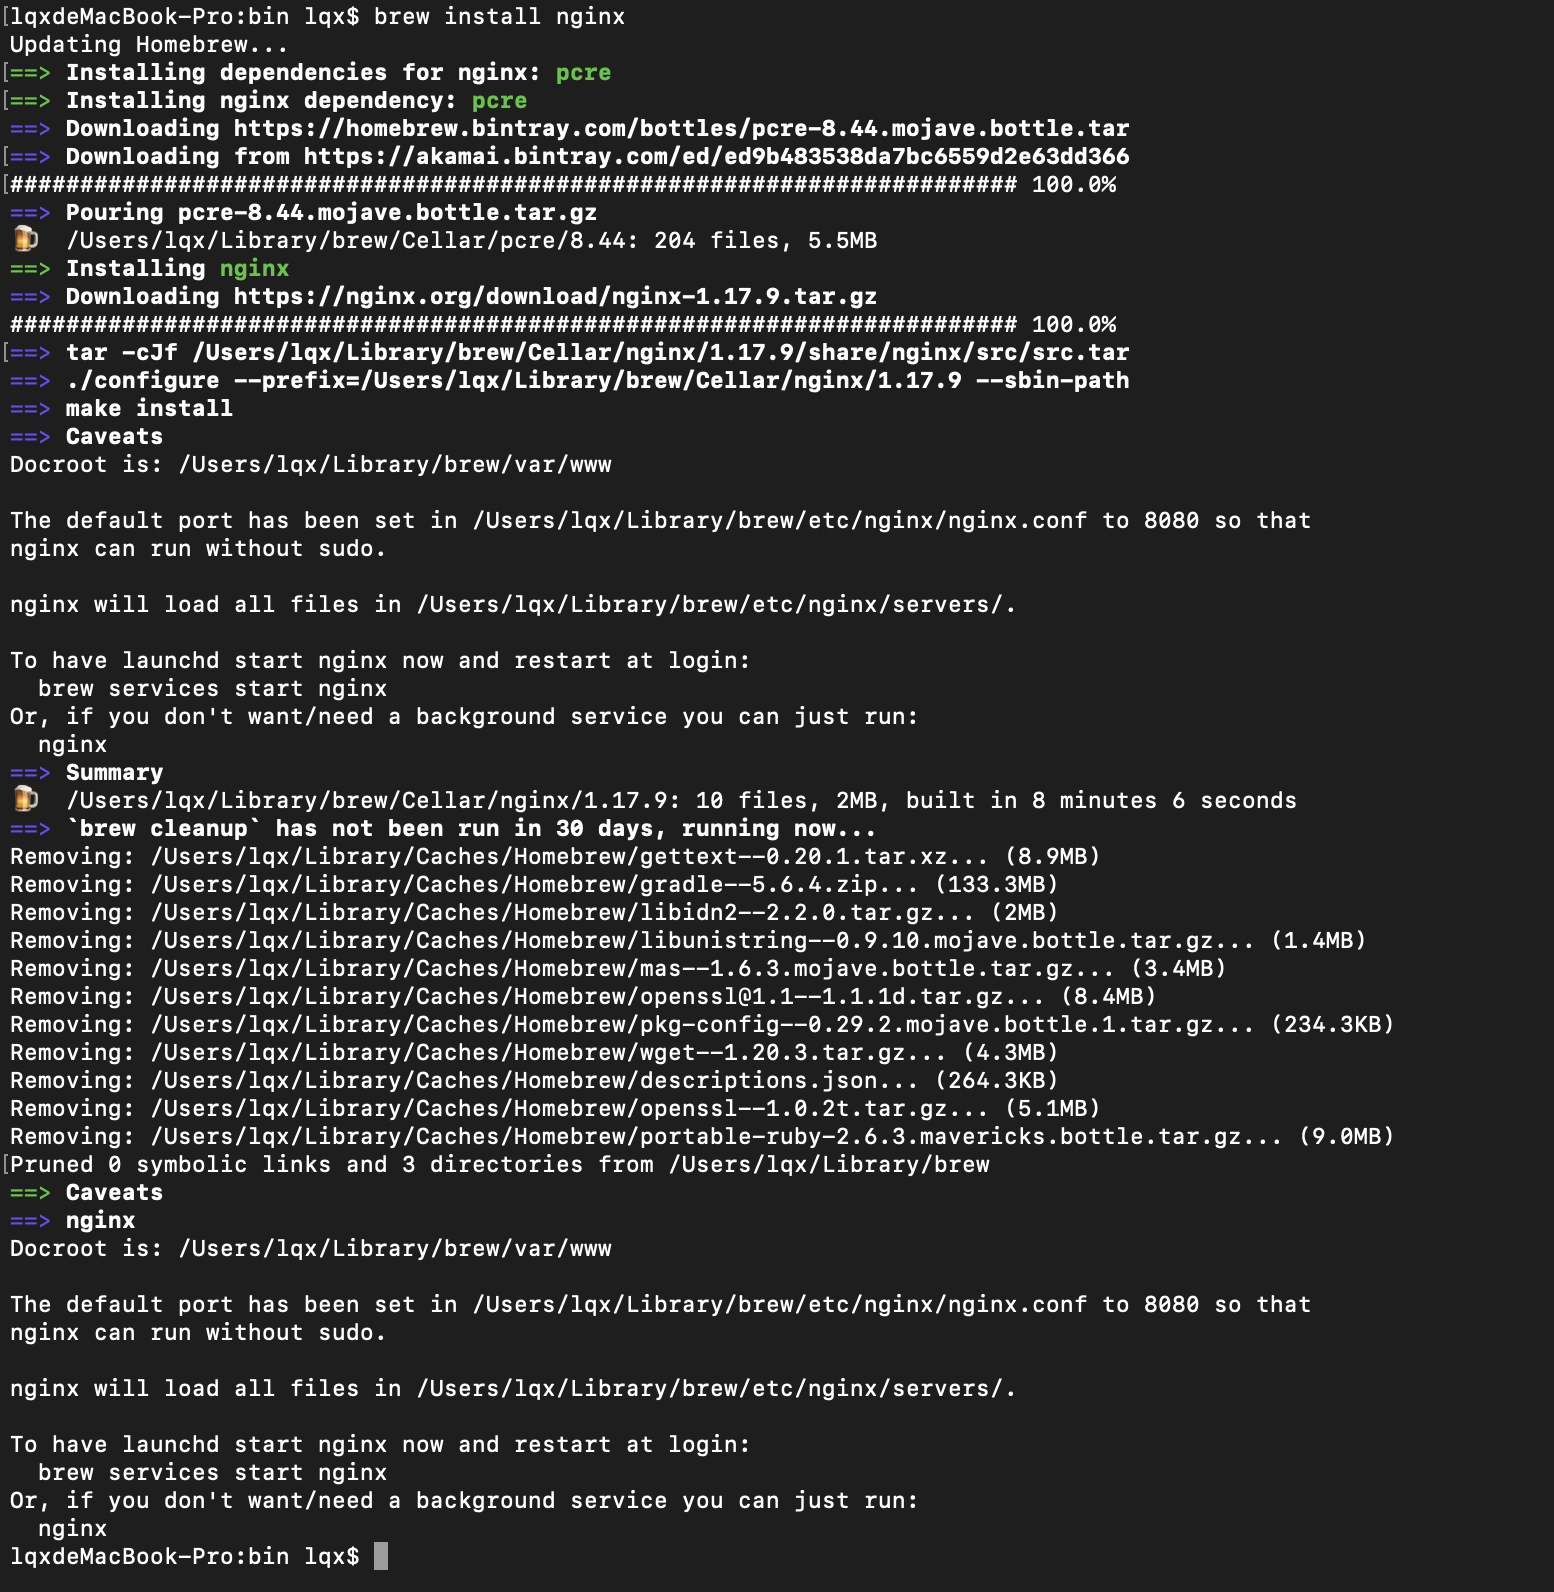 [lqxdeMacBook-Pro:bin lqx$ brew install nginx
Updating Homebrew...
[==> Installing dependencies for nginx: pcre
[==> Installing nginx dependency: pcre
==> Downloading https://homebrew.bintray.com/bottles/pcre-8.44.mojave.bottle.tar
[==> Downloading from https://akamai.bintray.com/ed/ed9b483538da7bc6559d2e63dd366
[######################################################################## 100.0%
==> Pouring pcre-8.44.mojave.bottle.tar.gz
🍺 /Users/lqx/Library/brew/Cellar/pcre/8.44: 204 files, 5.5MB
==> Installing nginx
==> Downloading https://nginx.org/download/nginx-1.17.9.tar.gz
######################################################################## 100.0%
[==> tar -cJf /Users/lqx/Library/brew/Cellar/nginx/1.17.9/share/nginx/src/src.tar
==> ./configure --prefix=/Users/lqx/Library/brew/Cellar/nginx/1.17.9 --sbin-path
==> make install
==> Caveats
Docroot is: /Users/lqx/Library/brew/var/www
The default port has been set in /Users/lqx/Library/brew/etc/nginx/nginx.conf to 8080 so that
nginx can run without sudo.
nginx will load all files in /Users/lqx/Library/brew/etc/nginx/servers/.
To have launchd start nginx now and restart at login:
brew services start nginx
Or, if you don't want/need a background service you can just run:
nginx
==> Summary
🍺 /Users/lqx/Library/brew/Cellar/nginx/1.17.9: 10 files, 2MB, built in 8 minutes 6 seconds
==> `brew cleanup` has not been run in 30 days, running now...
Removing: /Users/lqx/Library/Caches/Homebrew/gettext--0.20.1.tar.xz... (8.9MB)
Removing: /Users/lqx/Library/Caches/Homebrew/gradle--5.6.4.zip... (133.3MB)
Removing: /Users/lqx/Library/Caches/Homebrew/libidn2--2.2.0.tar.gz... (2MB)
Removing: /Users/lqx/Library/Caches/Homebrew/libunistring--0.9.10.mojave.bottle.tar.gz... (1.4MB)
Removing: /Users/lqx/Library/Caches/Homebrew/mas--1.6.3.mojave.bottle.tar.gz... (3.4MB)
Removing: /Users/lqx/Library/Caches/Homebrew/openssl@1.1--1.1.1d.tar.gz... (8.4MB)
Removing: /Users/lqx/Library/Caches/Homebrew/pkg-config--0.29.2.mojave.bottle.1.tar.gz... (234.3KB)
Removing: /Users/lqx/Library/Caches/Homebrew/wget--1.20.3.tar.gz... (4.3MB)
Removing: /Users/lqx/Library/Caches/Homebrew/descriptions.json... (264.3KB)
Removing: /Users/lqx/Library/Caches/Homebrew/openssl--1.0.2t.tar.gz... (5.1MB)
Removing: /Users/lqx/Library/Caches/Homebrew/portable-ruby-2.6.3.mavericks.bottle.tar.gz... (9.0MB)
[Pruned 0 symbolic links and 3 directories from /Users/lqx/Library/brew
==> Caveats
==> nginx
Docroot is: /Users/lqx/Library/brew/var/www
The default port has been set in /Users/lqx/Library/brew/etc/nginx/nginx.conf to 8080 so that
nginx can run without sudo.
nginx will load all files in /Users/lqx/Library/brew/etc/nginx/servers/.
To have launchd start nginx now and restart at login:
brew services start nginx
Or, if you don't want/need a background service you can just run:
nginx
lqxdeMacBook-Pro:bin lqx$